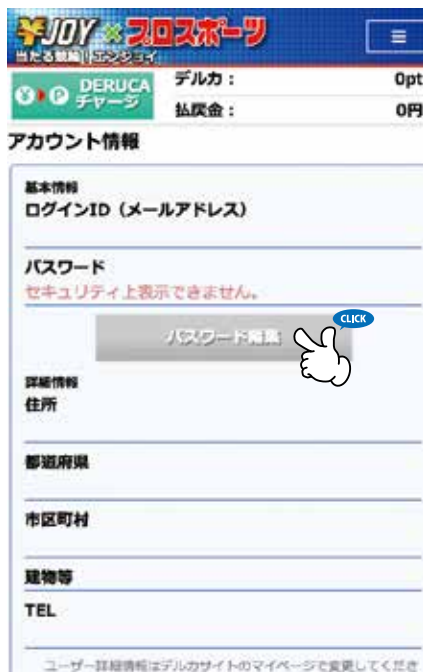 ¥JOY×スロスポーツ
当たる競輪!エンジョイ
¥ P DERUCA
チャージ
デルカ: 0pt
払戻金: 0円
アカウント情報
基本情報
ログインID(メールアドレス)
パスワード
セキュリティ上表示できません。
パスワード編集
CLICK
詳細情報
住所
都道府県
市区町村
建物等
TEL
ユーザー詳細情報はデルカサイトのマイページで変更してくださ